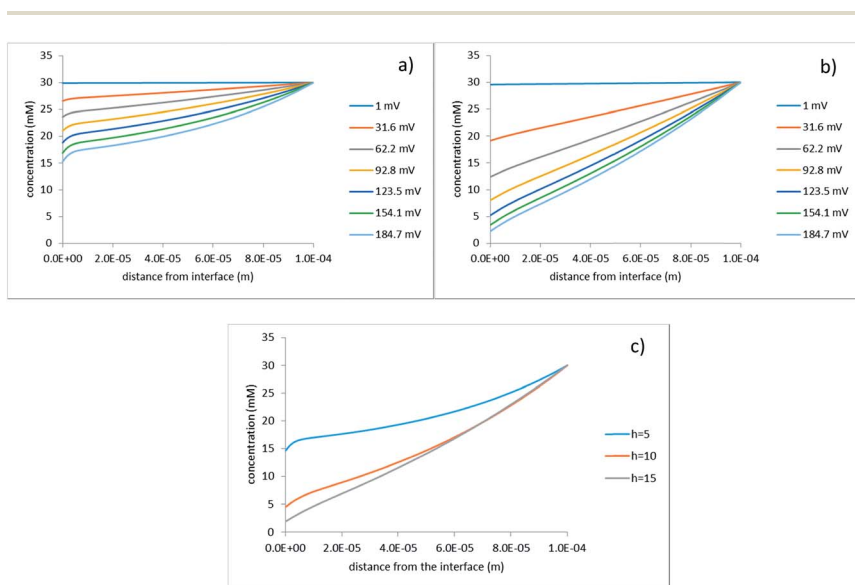 a)
35
30
25
20
15
10
5
0
concentration (mM)
0.0E+00 2.0E-05 4.0E-05 6.0E-05 8.0E-05 1.0E-04
distance from interface (m)
1 mV
31.6 mV
62.2 mV
92.8 mV
123.5 mV
154.1 mV
184.7 mV
b)
35
30
25
20
15
10
5
0
concentration (mM)
0.0E+00 2.0E-05 4.0E-05 6.0E-05 8.0E-05 1.0E-04
distance from interface (m)
1 mV
31.6 mV
62.2 mV
92.8 mV
123.5 mV
154.1 mV
184.7 mV
c)
35
30
25
20
15
10
5
0
concentration (mM)
0.0E+00 2.0E-05 4.0E-05 6.0E-05 8.0E-05 1.0E-04
distance from the interface (m)
h=5
h=10
h=15